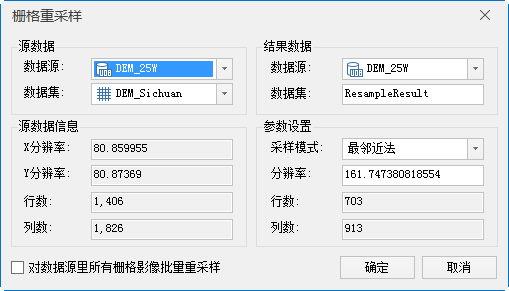 栅格重采样
源数据
数据源: DEM_25W
数据集: DEM_Sichuan
结果数据
数据源: DEM_25W
数据集: ResampleResult
源数据信息
X分辨率: 80.859955
Y分辨率: 80.87369
行数: 1,406
列数: 1,826
参数设置
采样模式: 最邻近法
分辨率: 161.747380818554
行数: 703
列数: 913
对数据源里所有栅格影像批量重采样
确定
取消